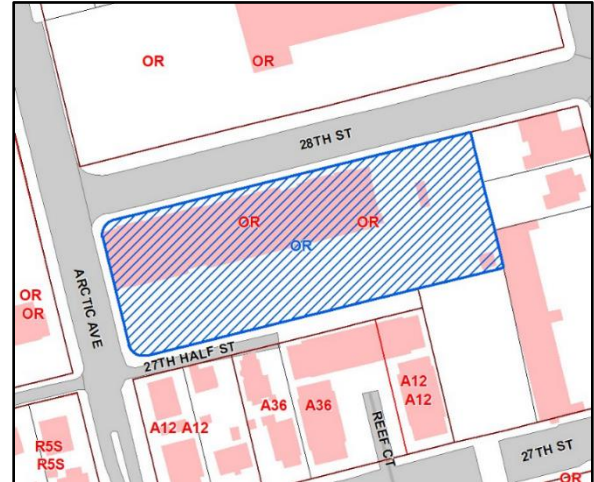 OR
OR
28TH ST
OR
OR
OR
ARCTIC AVE
OR
OR
27TH HALF ST
A12
A12
A36
A36
A12
A12
REEF CT
R5S
R5S
27TH ST
OR